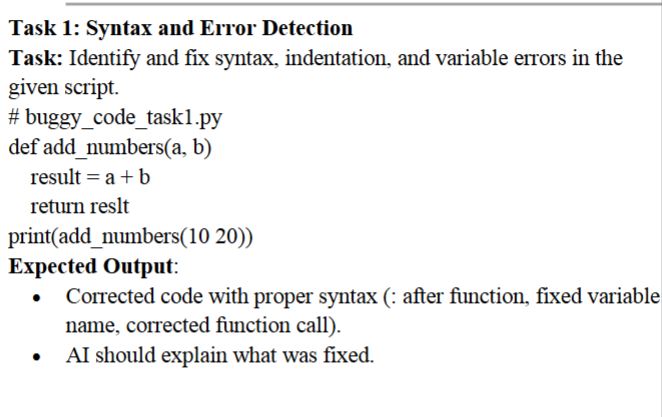 Task 1: Syntax and Error Detection
Task: Identify and fix syntax, indentation, and variable errors in the
given script.
# buggy_code_task1.py
def add_numbers(a, b)
    result = a + b
    return reslt
print(add_numbers(10 20))
Expected Output:
• Corrected code with proper syntax (: after function, fixed variable
name, corrected function call).
• AI should explain what was fixed.